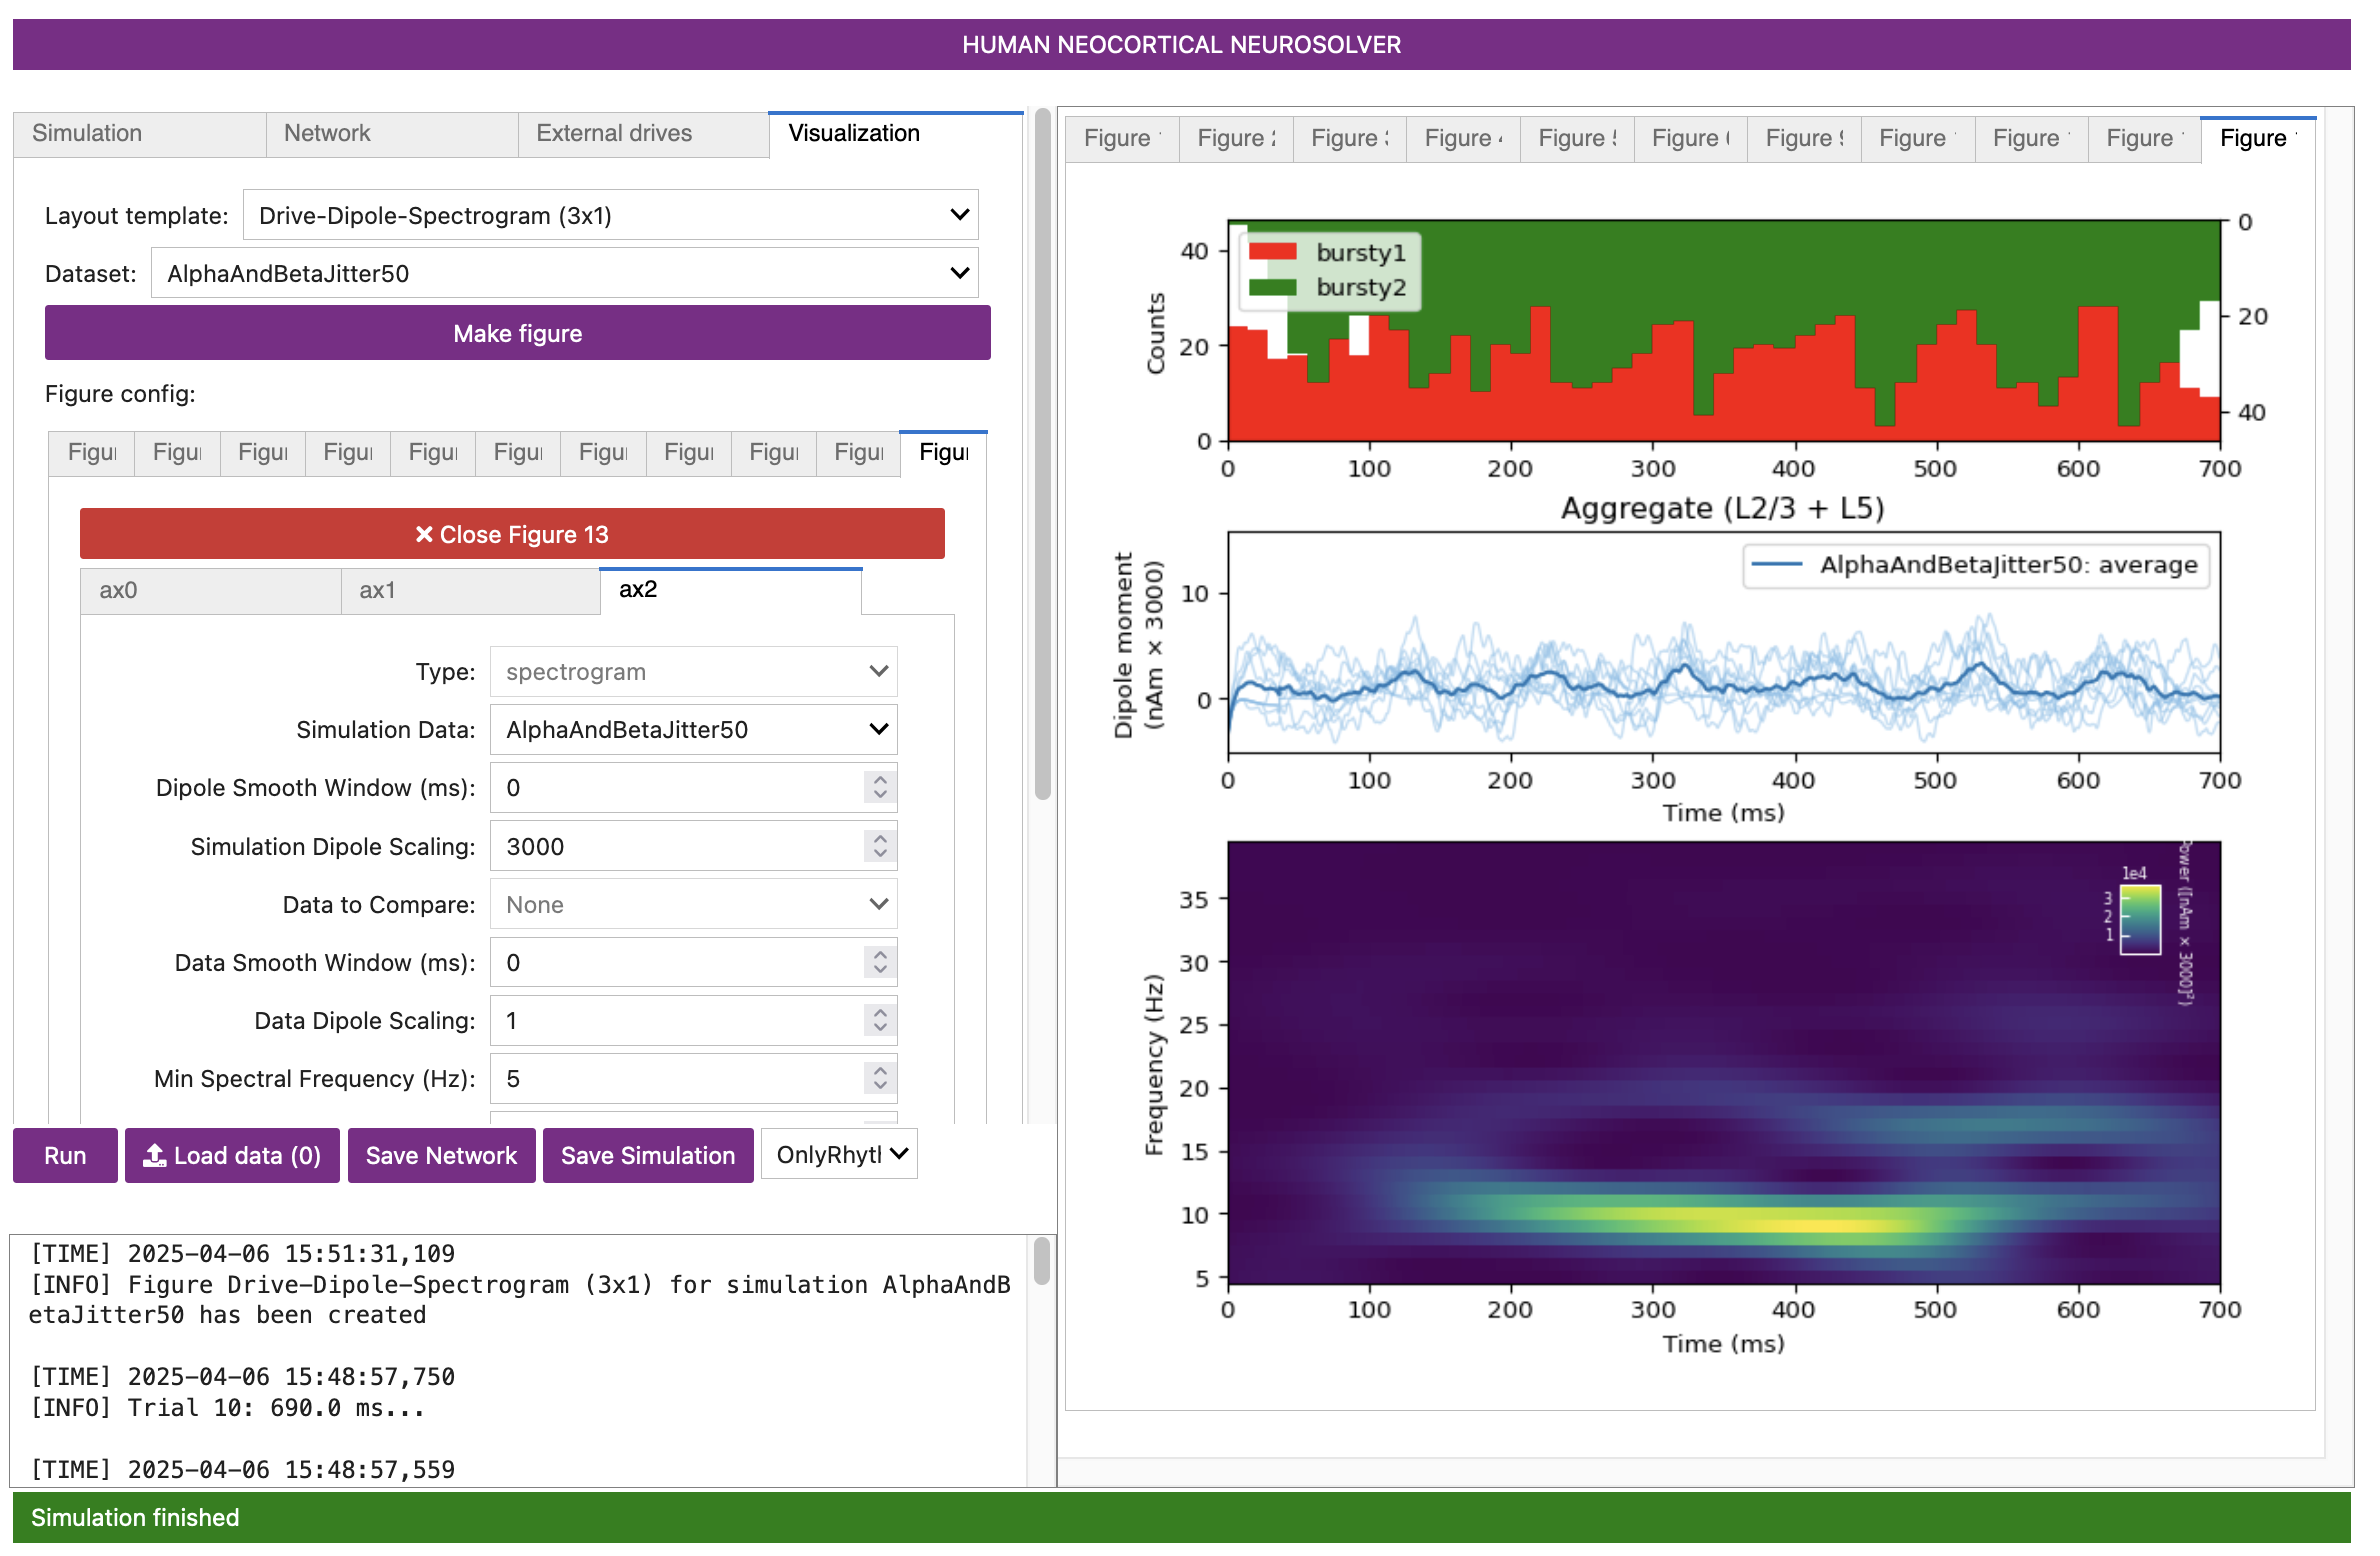 HUMAN NEOCORTICAL NEUROSOLVER
Simulation
Network
External drives
Visualization
Layout template: Drive-Dipole-Spectrogram (3x1)
Dataset: AlphaAndBetaJitter50
Make figure
Figure config:
Figu Figu Figu Figu Figu Figu Figu Figu Figu Figu Figu
Close Figure 13
ax0 ax1 ax2
Type: spectrogram
Simulation Data: AlphaAndBetaJitter50
Dipole Smooth Window (ms): 0
Simulation Dipole Scaling: 3000
Data to Compare: None
Data Smooth Window (ms): 0
Data Dipole Scaling: 1
Min Spectral Frequency (Hz): 5
Run
Load data (0)
Save Network
Save Simulation
OnlyRhytl
[TIME] 2025-04-06 15:51:31,109
[INFO] Figure Drive-Dipole-Spectrogram (3x1) for simulation AlphaAndB
etaJitter50 has been created
[TIME] 2025-04-06 15:48:57,750
[INFO] Trial 10: 690.0 ms...
[TIME] 2025-04-06 15:48:57,559
Simulation finished
Figure Figure 2 Figure 3 Figure 4 Figure 5 Figure 6 Figure 9 Figure Figure Figure Figure
bursty1
bursty2
Counts
40
20
0
0
20
40
0 100 200 300 400 500 600 700
Aggregate (L2/3 + L5)
AlphaAndBetaJitter50: average
Dipole moment
(nAm × 3000)
10
0
0 100 200 300 400 500 600 700
Time (ms)
1e4
3
2
1
Power ([nAm × 3000]²)
Frequency (Hz)
35
30
25
20
15
10
5
0 100 200 300 400 500 600 700
Time (ms)